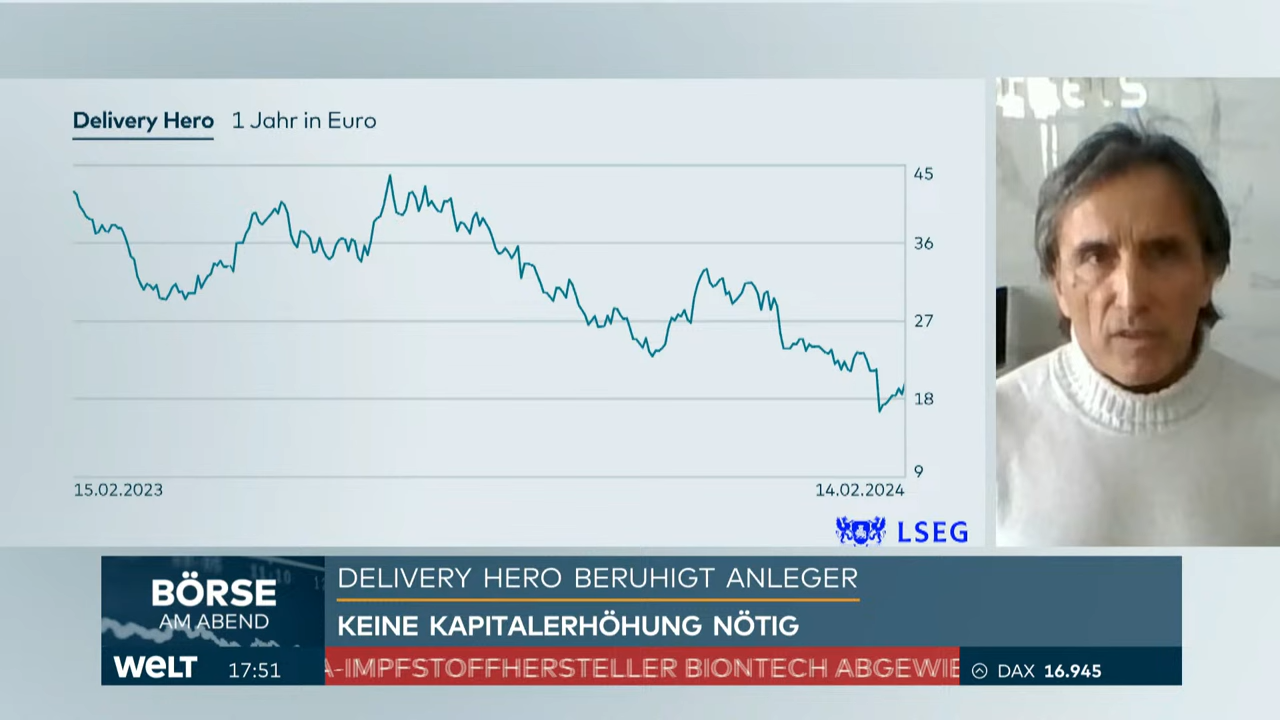 Delivery Hero 1 Jahr in Euro
45
36
27
18
9
15.02.2023
14.02.2024
LSEG
BÖRSE
AM ABEND
DELIVERY HERO BERUHIGT ANLEGER
KEINE KAPITALERHÖHUNG NÖTIG
welt 17:51
A-IMPFSTOFFHERSTELLER BIONTECH ABGEWIE
DAX 16.945